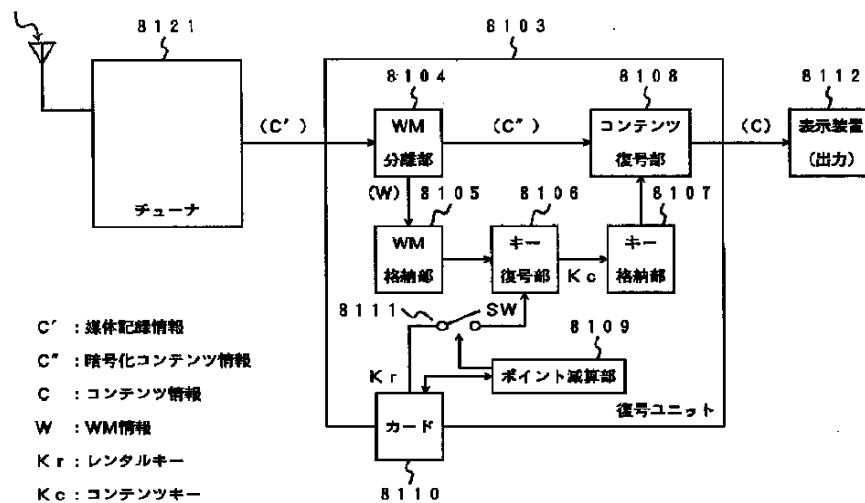 8121
8103
8104
8108
8112
(C′)
WM
分離部
(C″)
コンテンツ
復号部
(C)
表示装置
(出力)
チューナ
(W)
8105
8106
8107
WM
格納部
キー
復号部
Kc
キー
格納部
8111
SW
8109
Kr
ポイント減算部
カード
復号ユニット
8110
C′:媒体記録情報
C″:暗号化コンテンツ情報
C:コンテンツ情報
W:WM情報
Kr:レンタルキー
Kc:コンテンツキー